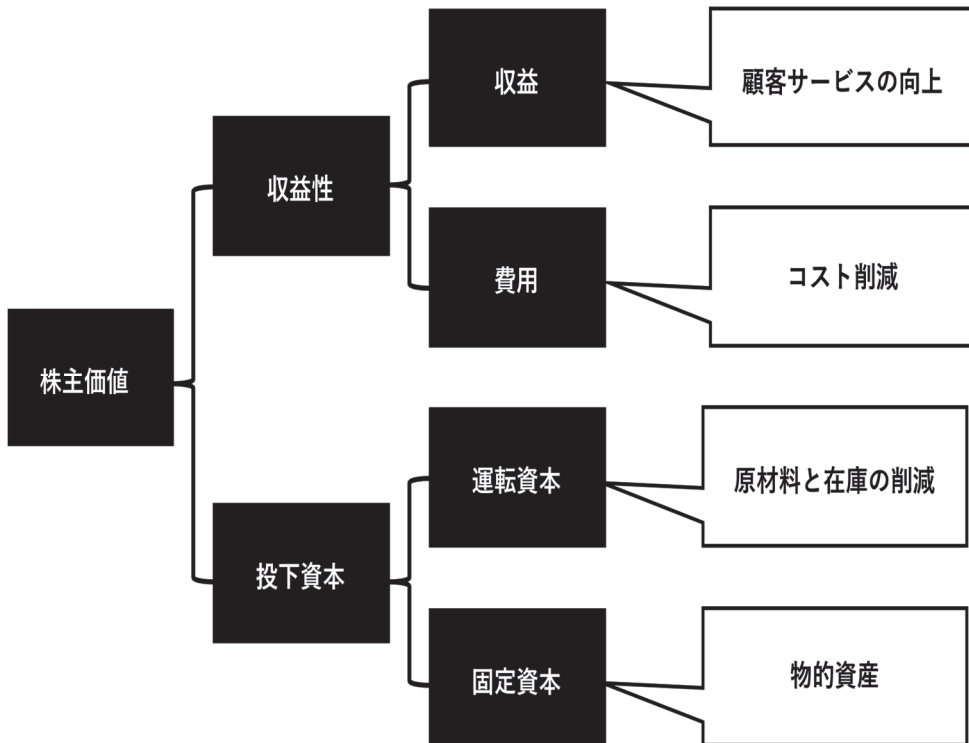 収益
顧客サービスの向上
収益性
費用
コスト削減
株主価値
運転資本
原材料と在庫の削減
投下資本
固定資本
物的資産